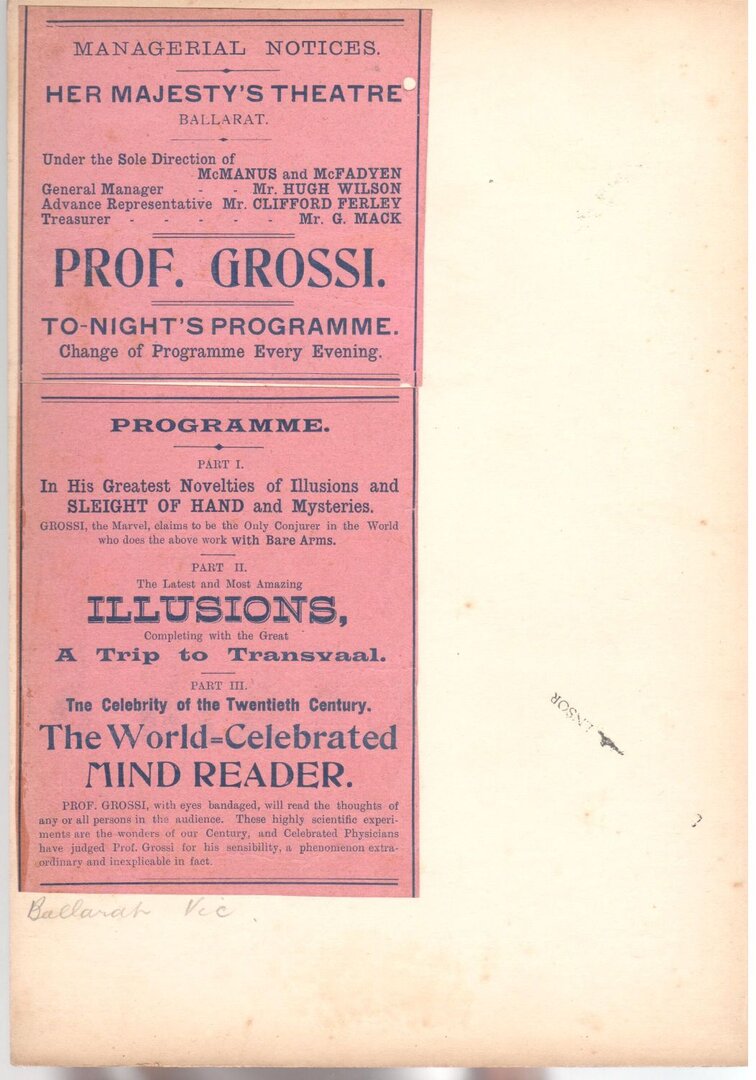 MANAGERIAL NOTICES.
HER MAJESTY'S THEATRE
BALLARAT.
Under the Sole Direction of
McMANUS and McFADYEN
General Manager - - Mr. HUGH WILSON
Advance Representative Mr. CLIFFORD FERLEY
Treasurer - - - - - Mr. G. MACK
PROF. GROSSI.
TO-NIGHT'S PROGRAMME.
Change of Programme Every Evening.
PROGRAMME.
PART I.
In His Greatest Novelties of Illusions and
SLEIGHT OF HAND and Mysteries.
GROSSI, the Marvel, claims to be the Only Conjurer in the World
who does the above work with Bare Arms.
PART II.
The Latest and Most Amazing
ILLUSIONS,
Completing with the Great
A Trip to Transvaal.
PART III.
Tne Celebrity of the Twentieth Century.
The World=Celebrated
MIND READER.
PROF. GROSSI, with eyes bandaged, will read the thoughts of
any or all persons in the audience. These highly scientific experi-
ments are the wonders of our Century, and Celebrated Physicians
have judged Prof. Grossi for his sensibility, a phenomenon extra-
ordinary and inexplicable in fact.
Ballarat Vic.